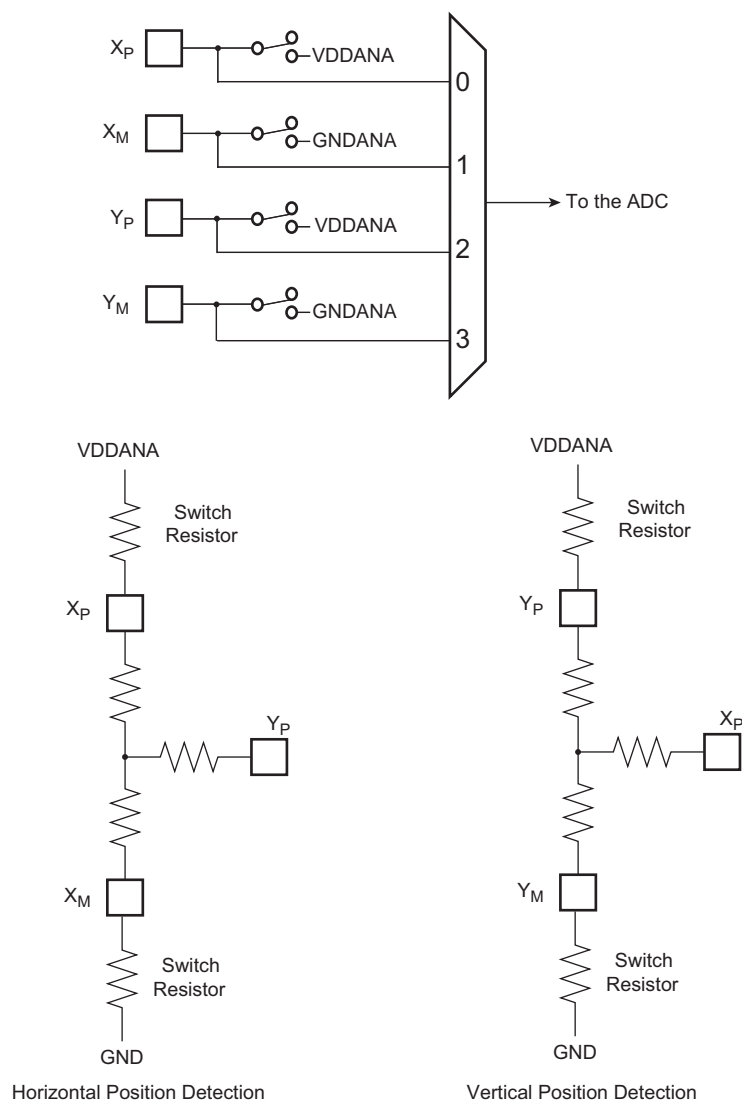 XP
VDDANA
0
XM
GNDANA
1
YP
VDDANA
2
To the ADC
YM
GNDANA
3
VDDANA
Switch
Resistor
XP
YP
XM
Switch
Resistor
GND
Horizontal Position Detection
VDDANA
Switch
Resistor
YP
XP
YM
Switch
Resistor
GND
Vertical Position Detection